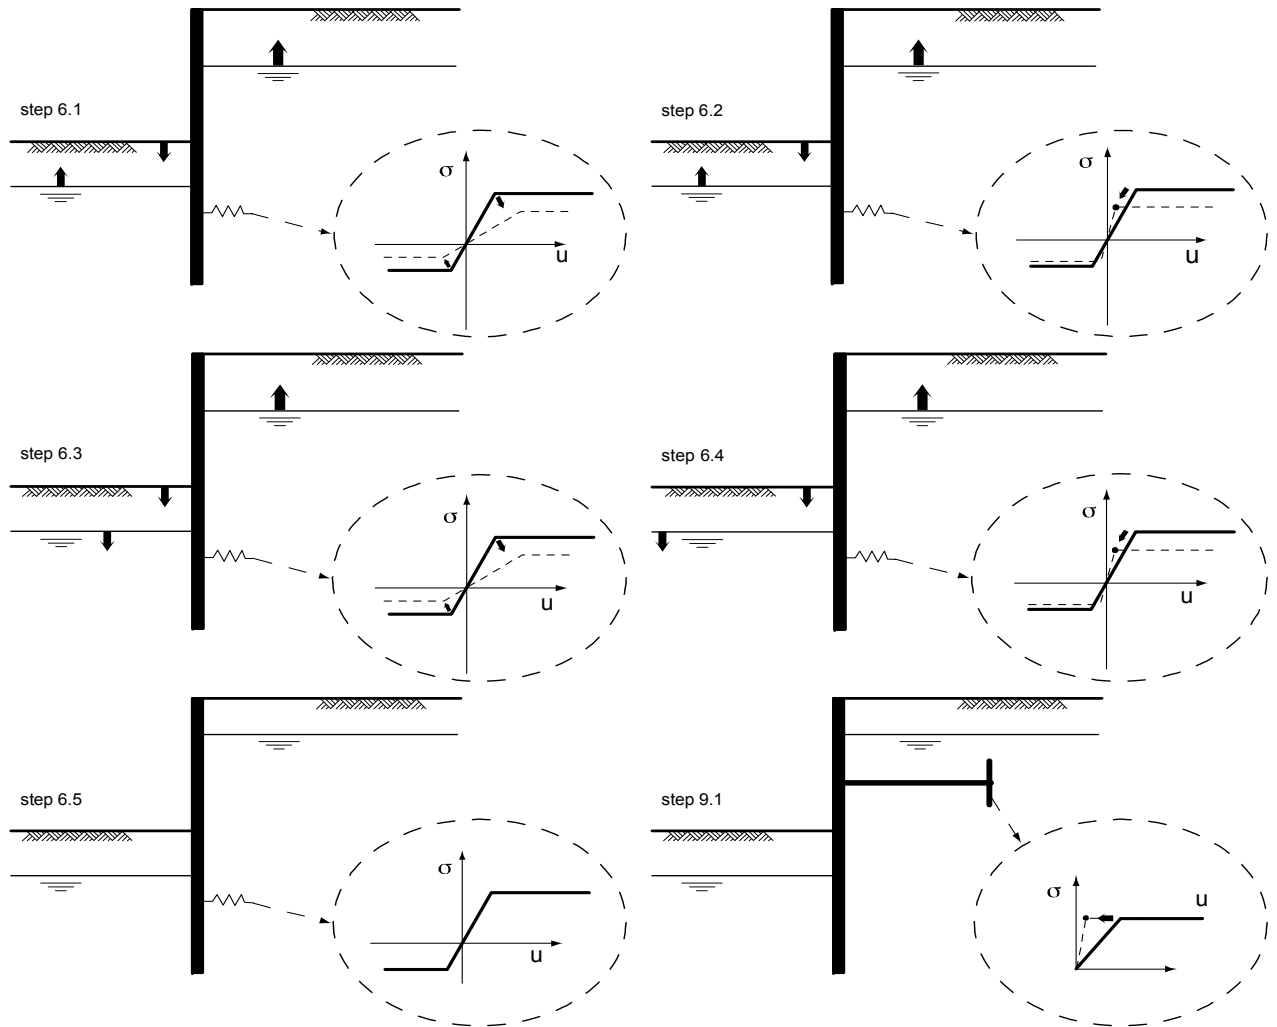 step 6.1
σ
u
step 6.2
σ
u
step 6.3
σ
u
step 6.4
σ
u
step 6.5
σ
u
step 9.1
σ
u